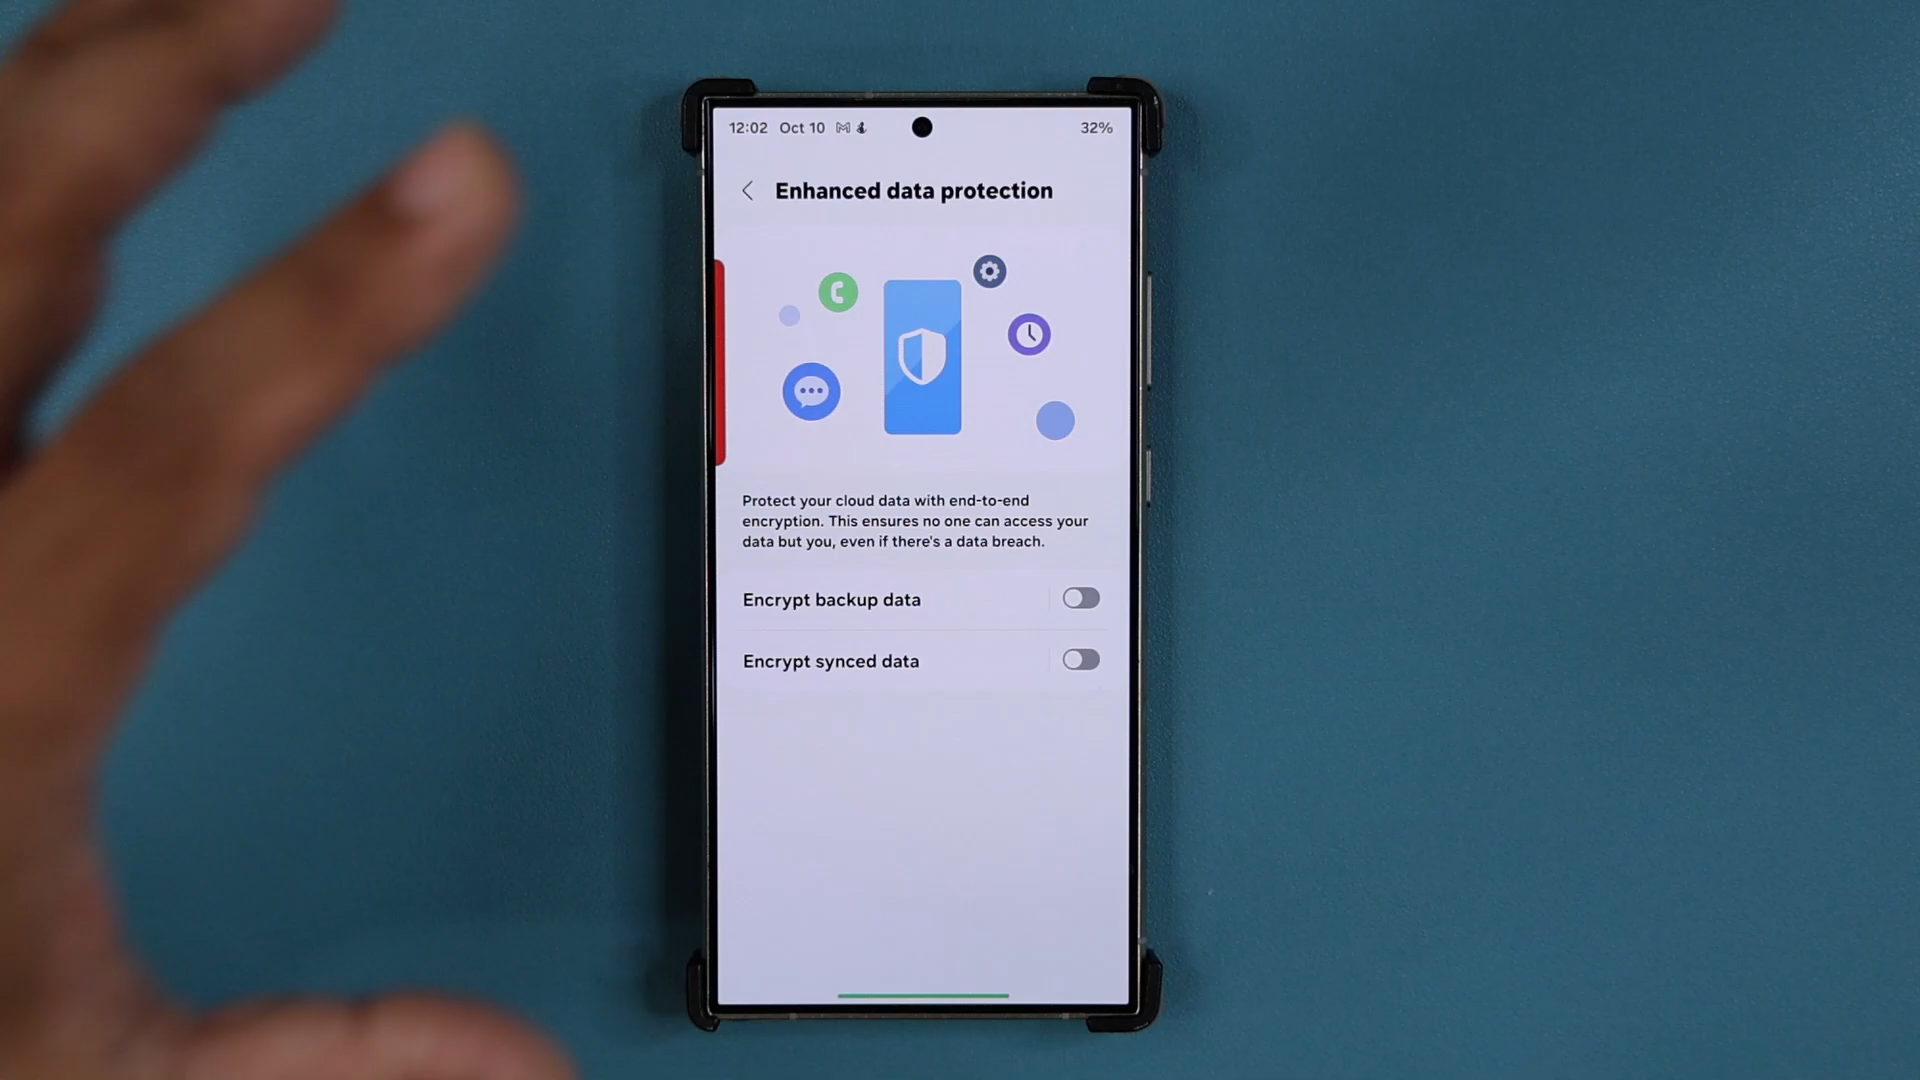 12:02 Oct 10 32%
Enhanced data protection
Protect your cloud data with end-to-end
encryption. This ensures no one can access your
data but you, even if there's a data breach.
Encrypt backup data
Encrypt synced data